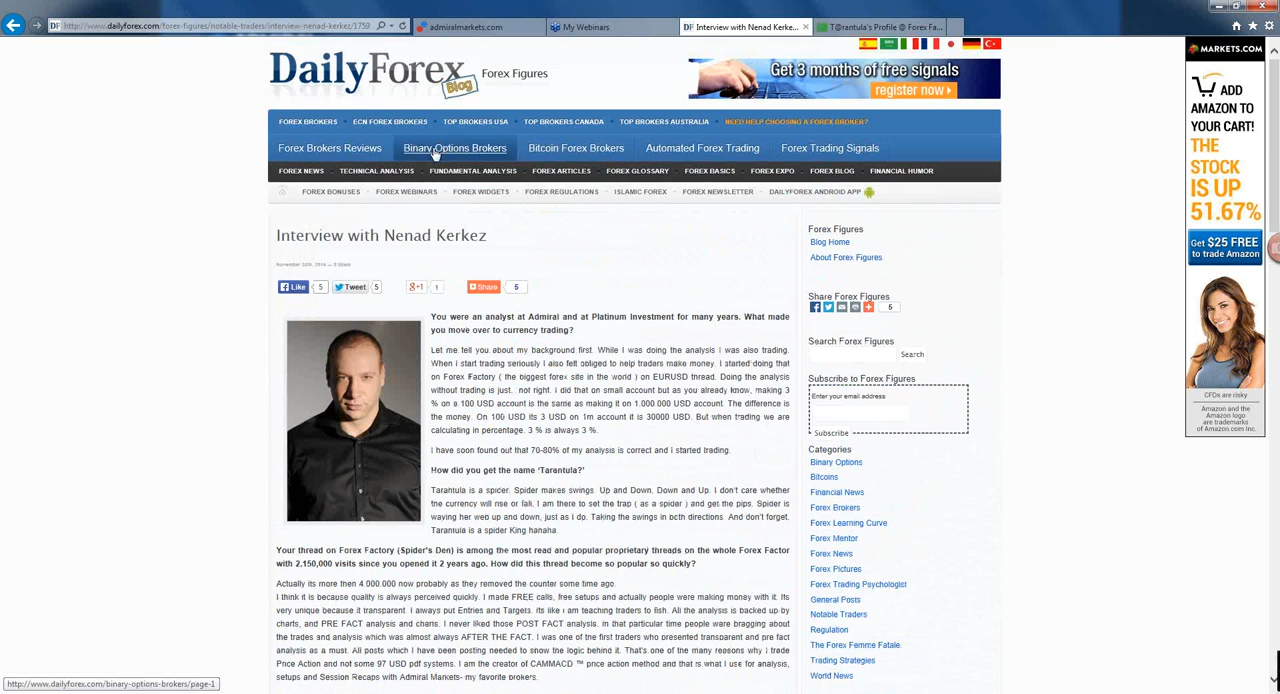 http://www.dailyforex.com/forex-figures/notable-traders/interview-nenad-kerkez/1759
admiralmarkets.com
My Webinars
DF Interview with Nenad Kerke...
T@rantula's Profile @ Forex Fa...
DailyForex
Blog
Forex Figures
Get 3 months of free signals
register now
FOREX BROKERS ECN FOREX BROKERS TOP BROKERS USA TOP BROKERS CANADA TOP BROKERS AUSTRALIA NEED HELP CHOOSING A FOREX BROKER?
Forex Brokers Reviews Binary Options Brokers Bitcoin Forex Brokers Automated Forex Trading Forex Trading Signals
FOREX NEWS TECHNICAL ANALYSIS FUNDAMENTAL ANALYSIS FOREX ARTICLES FOREX GLOSSARY FOREX BASICS FOREX EXPO FOREX BLOG FINANCIAL HUMOR
FOREX BONUSES FOREX WEBINARS FOREX WIDGETS FOREX REGULATIONS ISLAMIC FOREX FOREX NEWSLETTER DAILYFOREX ANDROID APP
Interview with Nenad Kerkez
Like 5 Tweet 5 g+1 1 Share 5
You were an analyst at Admiral and at Platinum Investment for many years. What made
you move over to currency trading?
Let me tell you about my background first. While I was doing the analysis I was also trading.
When i start trading seriously I also felt obliged to help traders make money. I started doing that
on Forex Factory ( the biggest forex site in the world ) on EURUSD thread. Doing the analysis
without trading is just.. not right. i did that on small account but as you already know, making 3
% on a 100 USD account is the same as making it on 1.000.000 USD account. The difference is
the money. On 100 USD its 3 USD on 1m account it is 30000 USD. But when trading we are
calculating in percentage. 3 % is always 3 %.
I have soon found out that 70-80% of my analysis is correct and i started trading.
How did you get the name 'Tarantula?'
Tarantula is a spider. Spider makes swings. Up and Down. Down and Up. I don't care whether
the currency will rise or fall. I am there to set the trap ( as a spider ) and get the pips. Spider is
waying her web up and down, just as i do. Taking the swings in both directions. And don't forget,
Tarantula is a spider King hahaha
Your thread on Forex Factory (Spider's Den) is among the most read and popular proprietary threads on the whole Forex Factor
with 2,150,000 visits since you opened it 2 years ago. How did this thread become so popular so quickly?
Actually its more then 4.000.000 now probably as they removed the counter some time ago.
I think it is because quality is always perceived quickly. I made FREE calls, free setups and actually people were making money with it. Its
very unique because it transparent. I always put Entries and Targets. its like i am teaching traders to fish. All the analysis is backed up by
charts, and PRE FACT analysis and charts. I never liked those POST FACT analysis. In that particular time people were bragging about
the trades and analysis which was almost always AFTER THE FACT. I was one of the first traders who presented transparent and pre fact
analysis as a must. All posts which I have been posting needed to show the logic behind it. That's one of the many reasons why i trade
Price Action and not some 97 USD pdf systems. I am the creator of CAMMACD ™ price action method and that is what I use for analysis,
setups and Session Recaps with Admiral Markets- my favorite brokers.
Forex Figures
Blog Home
About Forex Figures
Share Forex Figures
5
Search Forex Figures
Search
Subscribe to Forex Figures
Enter your email address
Subscribe
Categories
Binary Options
Bitcoins
Financial News
Forex Brokers
Forex Learning Curve
Forex Mentor
Forex News
Forex Pictures
Forex Trading Psychologist
General Posts
Notable Traders
Regulation
The Forex Femme Fatale
Trading Strategies
World News
MARKETS.COM
ADD
AMAZON TO
YOUR CART!
THE
STOCK
IS UP
51.67%
Get $25 FREE
to trade Amazon
CFDs are risky.
Amazon and the
Amazon logo
are trademarks
of Amazon.com Inc.
http://www.dailyforex.com/binary-options-brokers/page-1